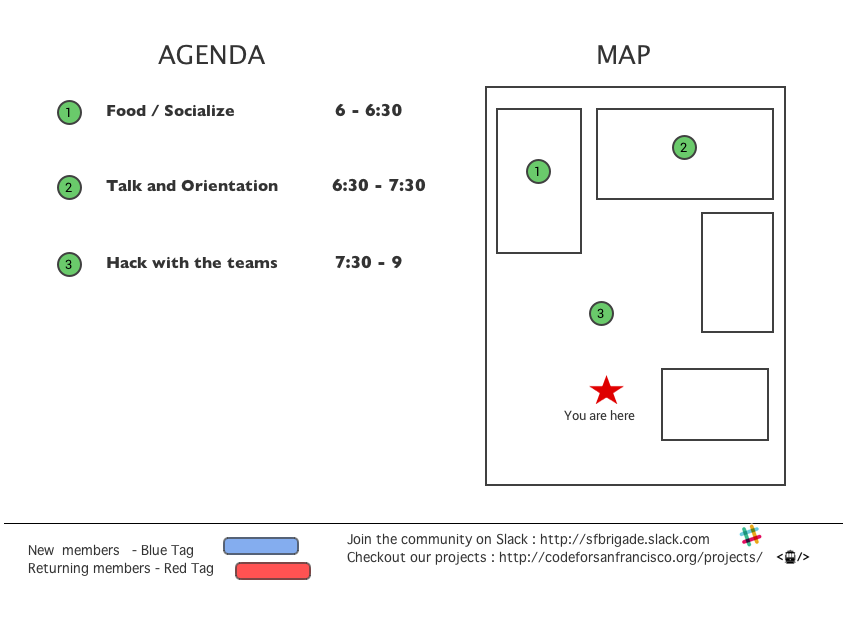 AGENDA
1 Food / Socialize 6 - 6:30
2 Talk and Orientation 6:30 - 7:30
3 Hack with the teams 7:30 - 9
MAP
1
2
3
You are here
New members - Blue Tag
Returning members - Red Tag
Join the community on Slack : http://sfbrigade.slack.com
Checkout our projects : http://codeforsanfrancisco.org/projects/